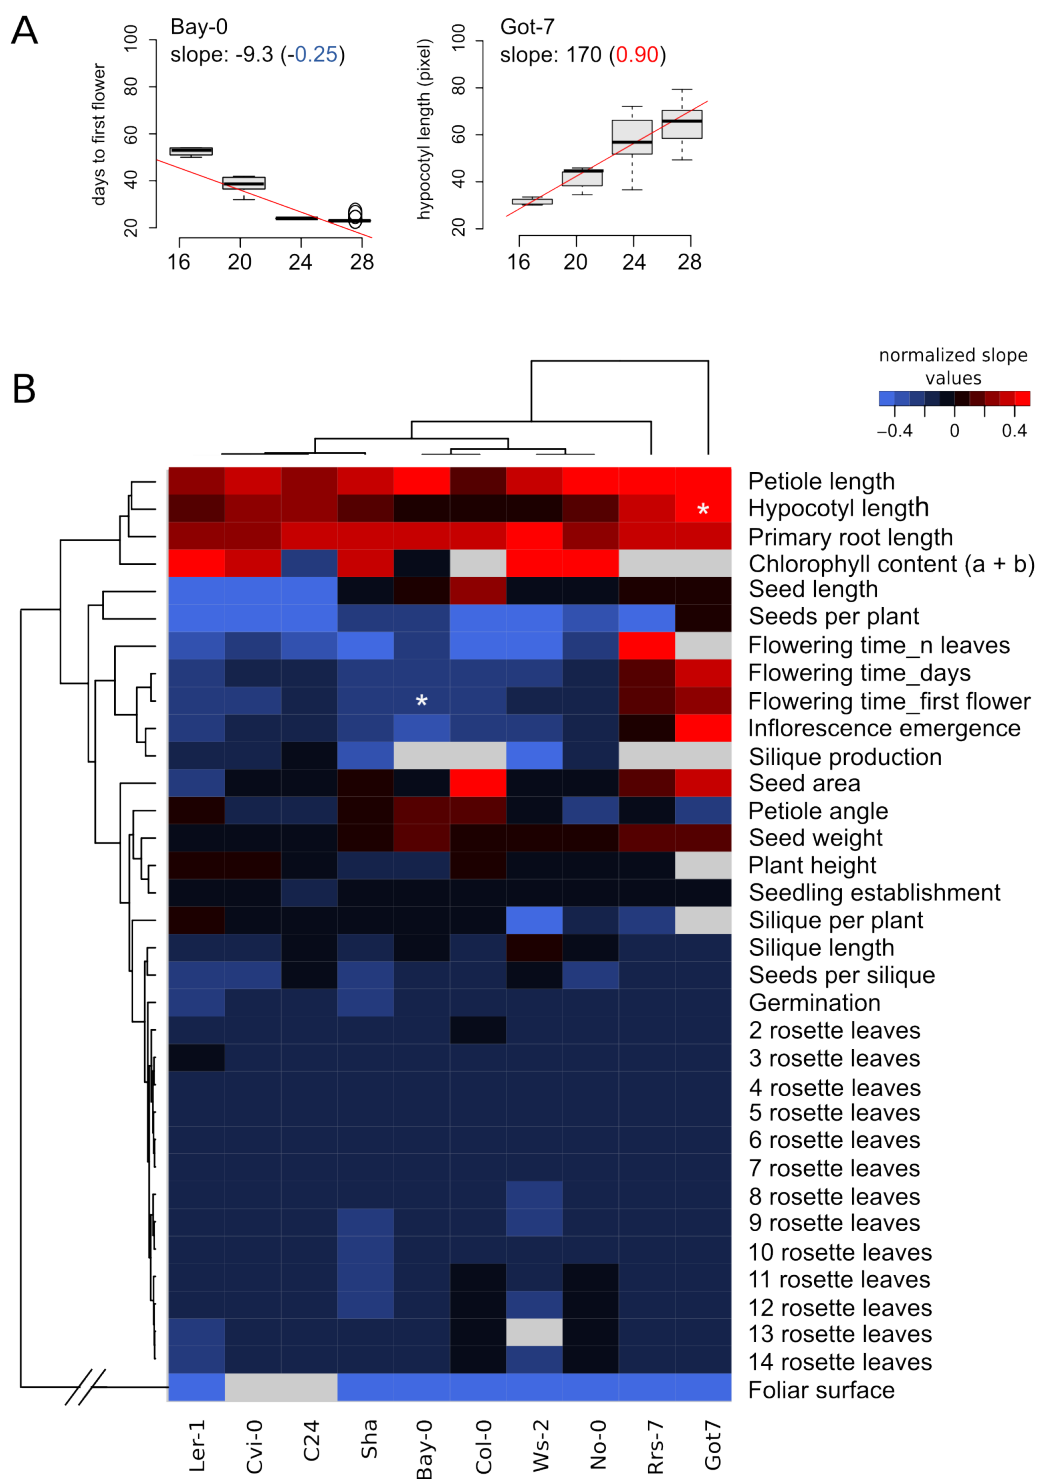 A
Bay-0
slope: -9.3 (-0.25)
days to first flower
100
80
60
40
20
16 20 24 28
Got-7
slope: 170 (0.90)
hypocotyl length (pixel)
100
80
60
40
20
16 20 24 28
B
normalized slope
values
−0.4 0 0.4
Petiole length
Hypocotyl length
*
Primary root length
Chlorophyll content (a + b)
Seed length
Seeds per plant
Flowering time_n leaves
Flowering time_days
Flowering time_first flower
*
Inflorescence emergence
Silique production
Seed area
Petiole angle
Seed weight
Plant height
Seedling establishment
Silique per plant
Silique length
Seeds per silique
Germination
2 rosette leaves
3 rosette leaves
4 rosette leaves
5 rosette leaves
6 rosette leaves
7 rosette leaves
8 rosette leaves
9 rosette leaves
10 rosette leaves
11 rosette leaves
12 rosette leaves
13 rosette leaves
14 rosette leaves
Foliar surface
Ler-1
Cvi-0
C24
Sha
Bay-0
Col-0
Ws-2
No-0
Rrs-7
Got7